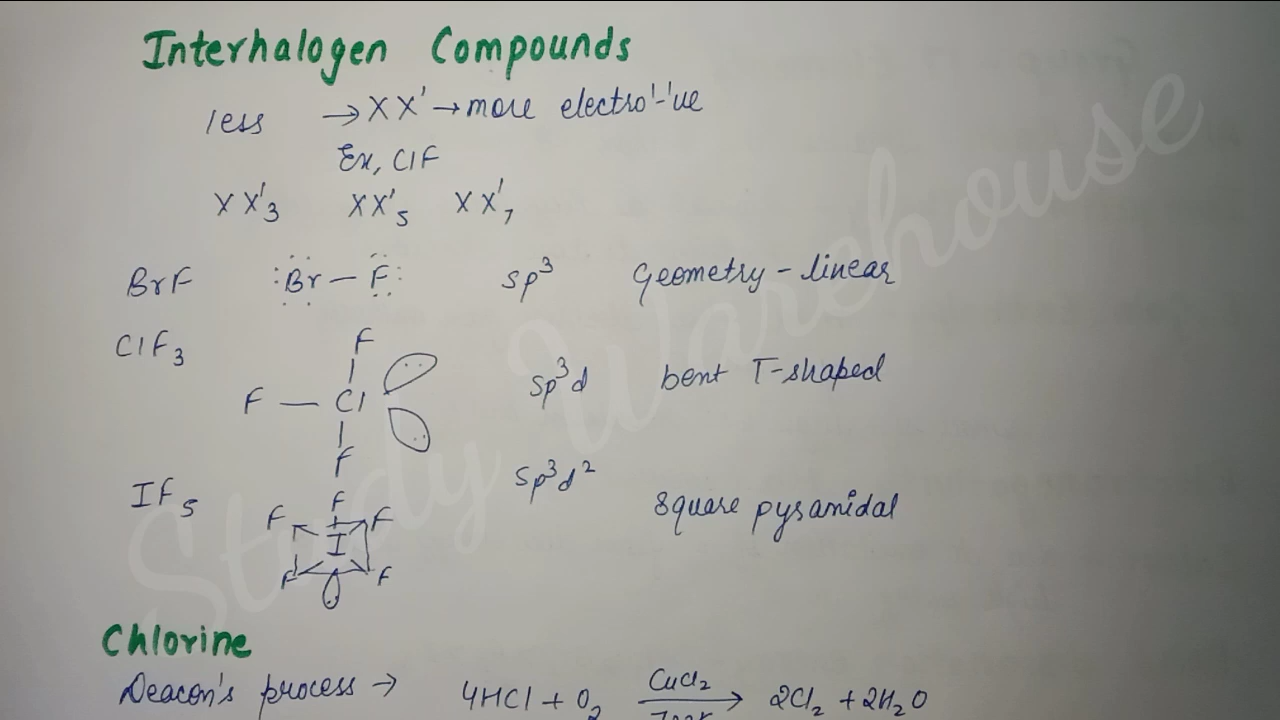 Interhalogen Compounds
less → XX' → more electro'-'ve
Ex, ClF
XX'₃ XX'₅ XX'₇
BrF Br – F sp³ Geometry - linear
ClF₃
F
F — Cl sp³d bent T-shaped
F
IF₅ sp³d² square pyramidal
F
F F
I
F F
Chlorine
Deacon's process → 4HCl + O₂ CuCl₂ → 2Cl₂ + 2H₂O
Study Warehouse